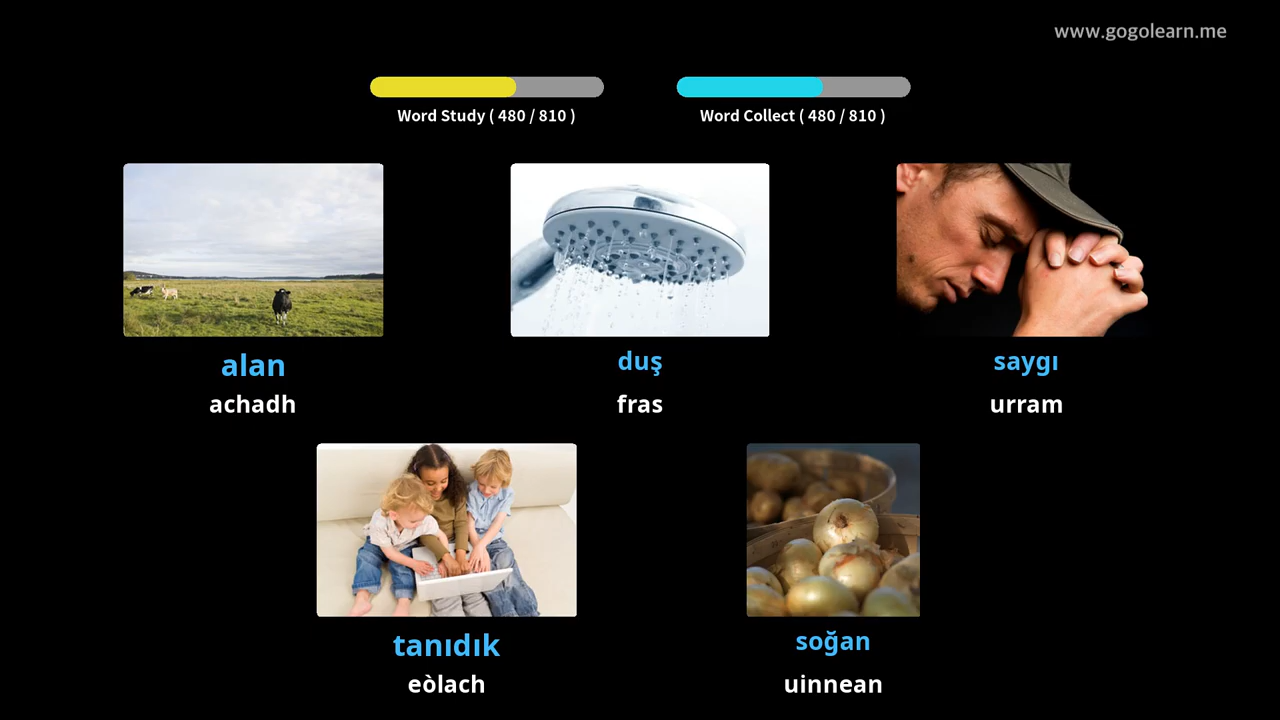 www.gogolearn.me
Word Study ( 480 / 810 )
Word Collect ( 480 / 810 )
alan
achadh
duş
fras
saygı
urram
tanıdık
eòlach
soğan
uinnean